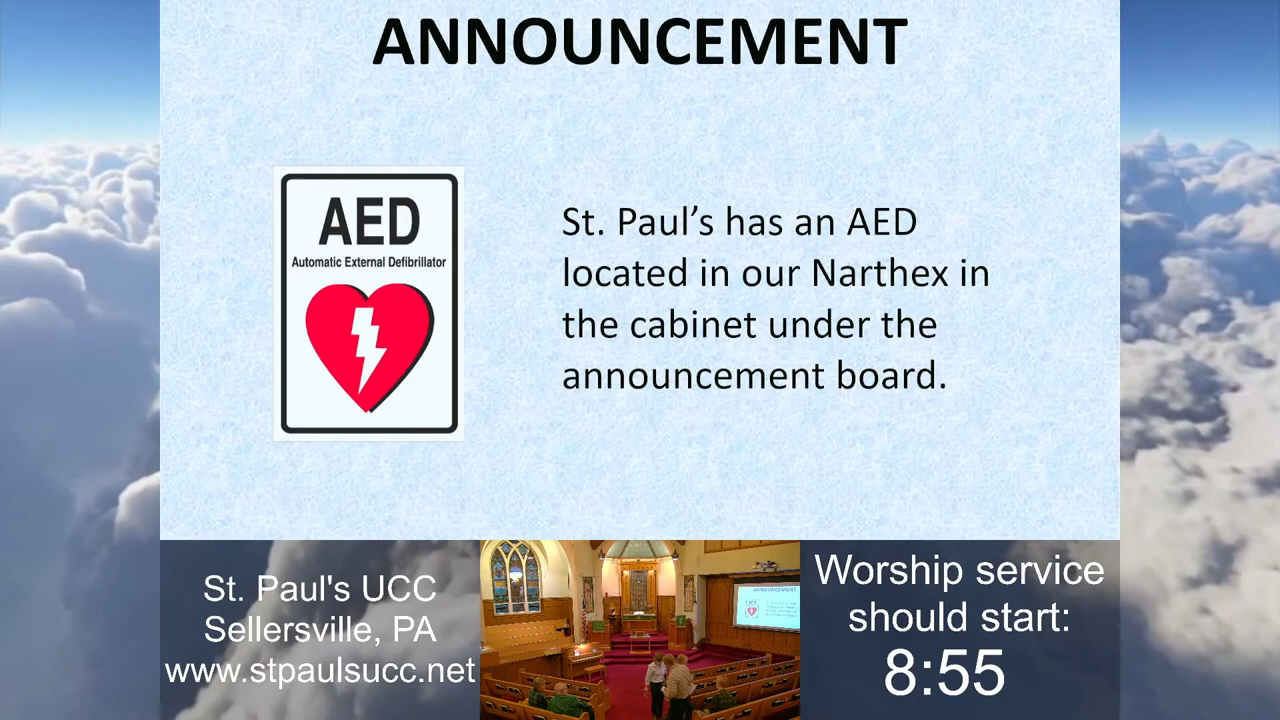 ANNOUNCEMENT
AED
Automatic External Defibrillator
St. Paul’s has an AED
located in our Narthex in
the cabinet under the
announcement board.
St. Paul's UCC
Sellersville, PA
www.stpaulsucc.net
ANNOUNCEMENT
Worship service
should start:
8:55